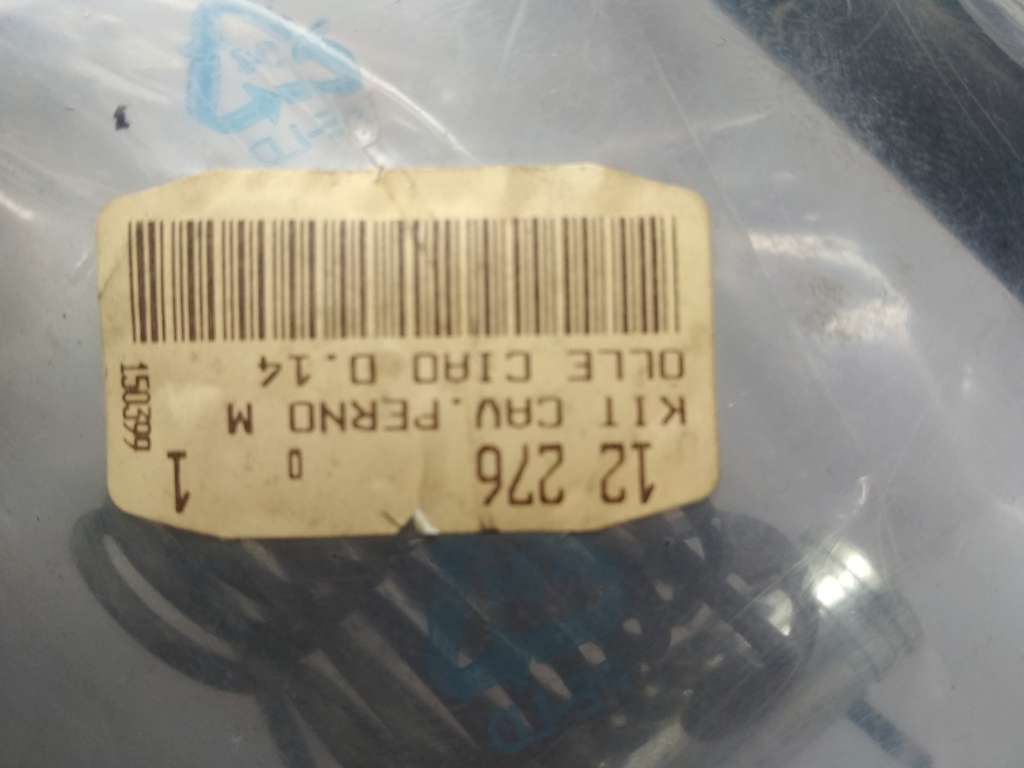 12 276 0 1
KIT CAV.PERNO M
OLLE CIAO D.14
150399